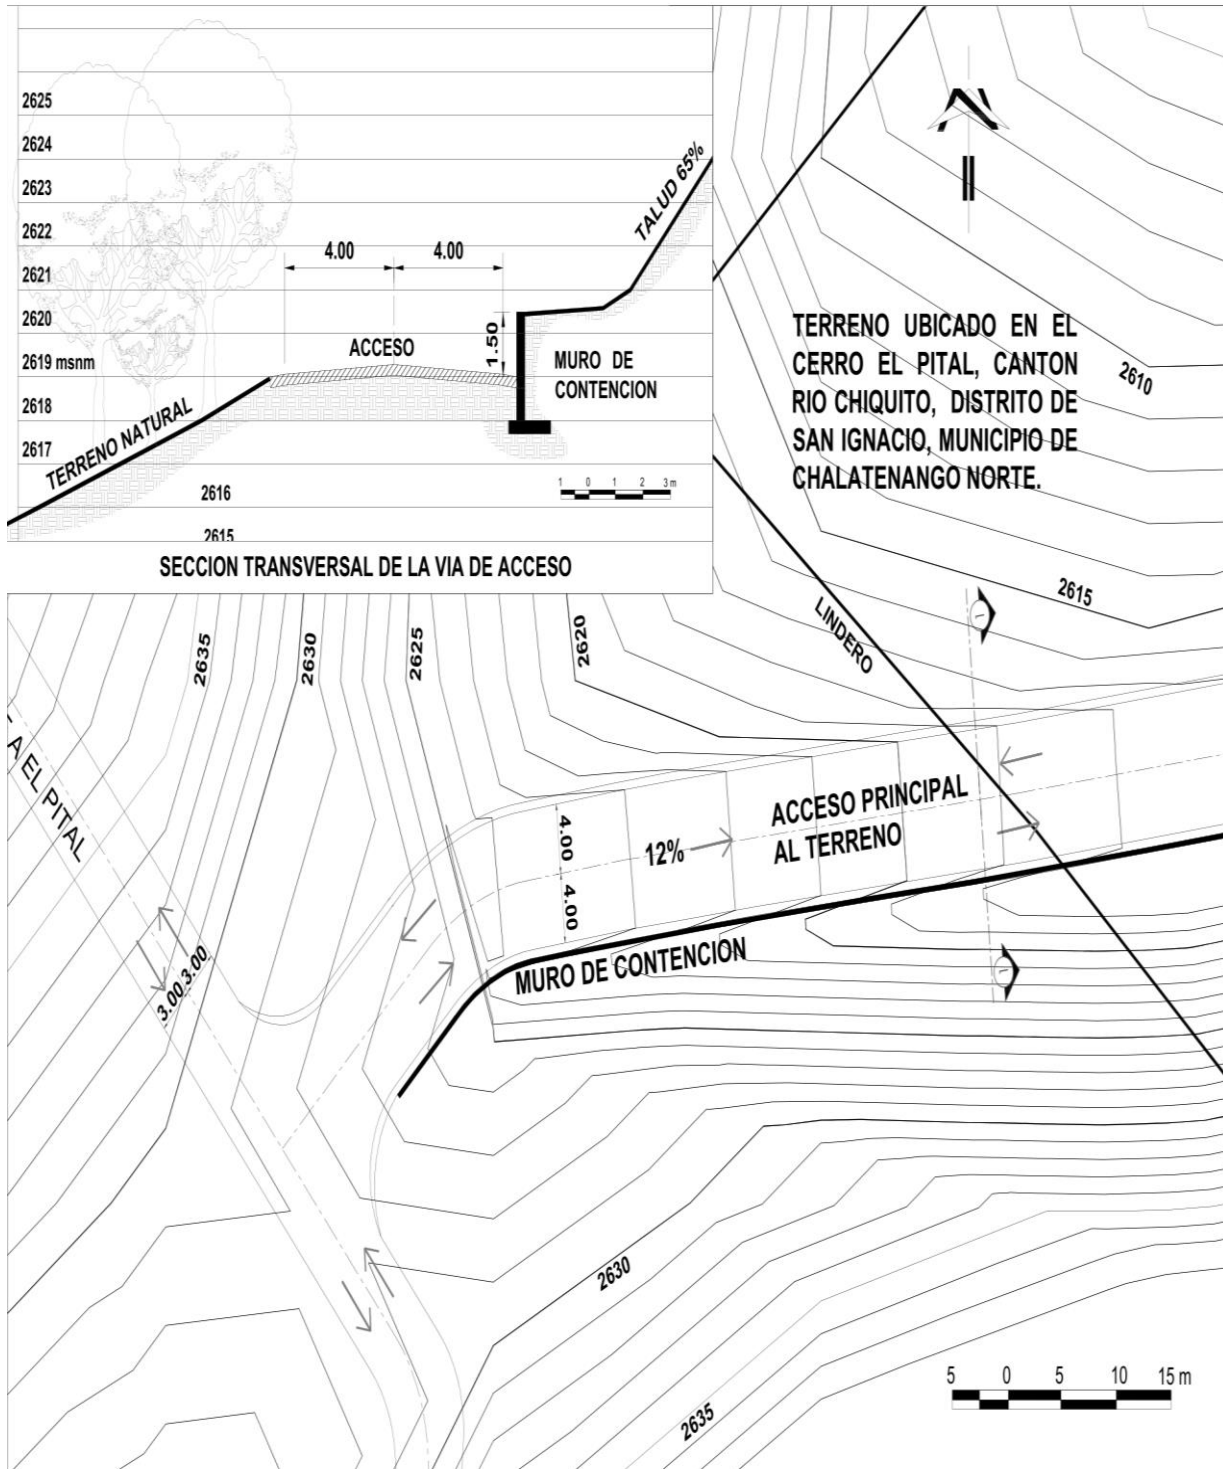 2625
2624
2623
2622
2621
2620
2619 msnm
2618
2617
2616
2615
4.00
4.00
TALUD 65%
1.50
ACCESO
MURO DE
CONTENCION
TERRENO NATURAL
1 0 1 2 3 m
SECCION TRANSVERSAL DE LA VIA DE ACCESO
N
TERRENO UBICADO EN EL
CERRO EL PITAL, CANTON
RIO CHIQUITO, DISTRITO DE
SAN IGNACIO, MUNICIPIO DE
CHALATENANGO NORTE.
2610
2615
1
LINDERO
2635
2630
2625
2620
A EL PITAL
4.00
4.00
12%
ACCESO PRINCIPAL
AL TERRENO
3.00
3.00
MURO DE CONTENCION
1
2630
2635
5 0 5 10 15 m